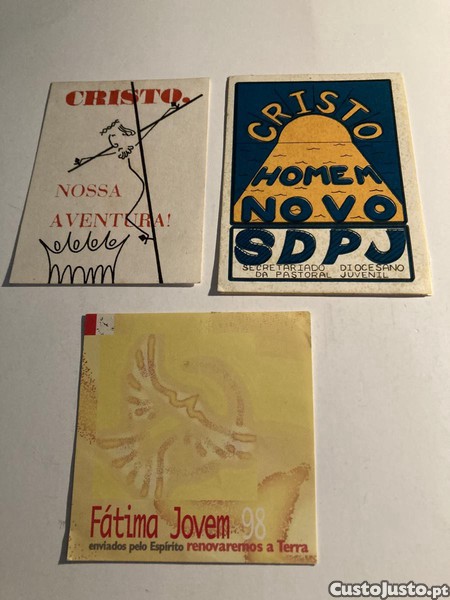 CRISTO,
NOSSA
AVENTURA!
CRISTO
HOMEM
NOVO
SDPJ
SECRETARIADO DIOCESANO
DA PASTORAL JUVENIL
Fátima Jovem 98
enviados pelo Espírito renovaremos a Terra
CustoJusto.pt